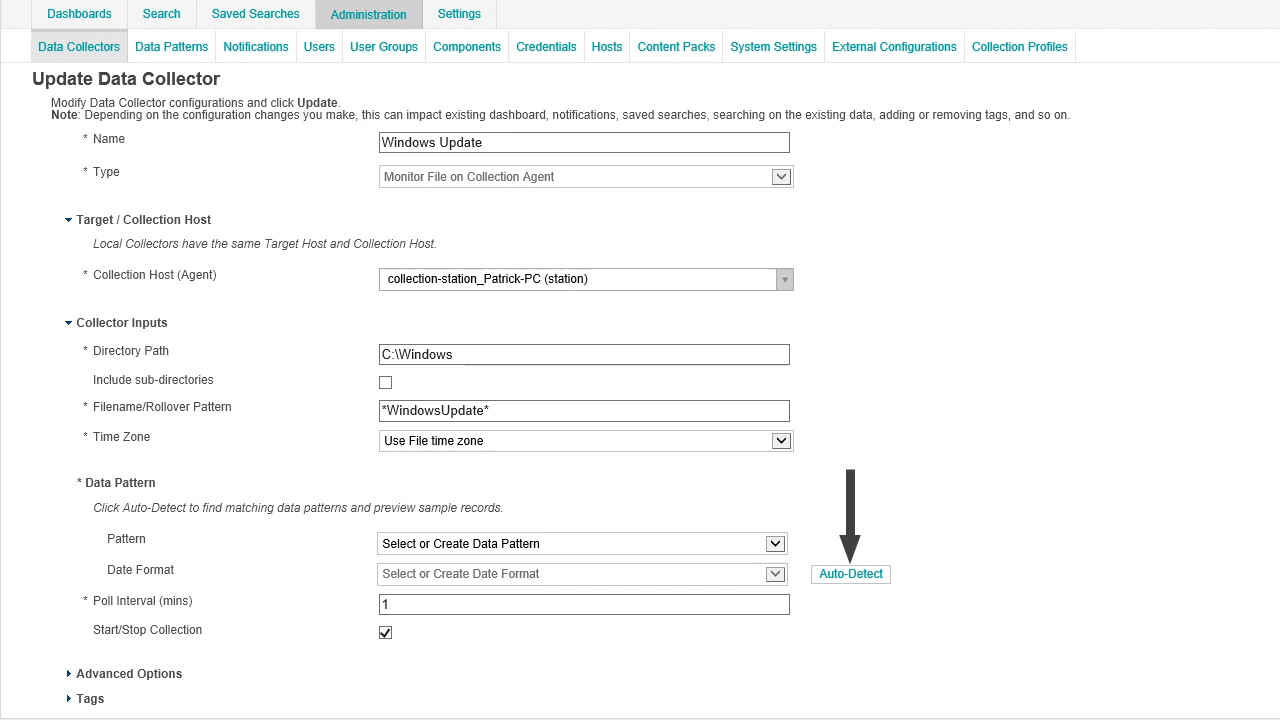 Dashboards Search Saved Searches Administration Settings
Data Collectors Data Patterns Notifications Users User Groups Components Credentials Hosts Content Packs System Settings External Configurations Collection Profiles
Update Data Collector
Modify Data Collector configurations and click Update.
Note: Depending on the configuration changes you make, this can impact existing dashboard, notifications, saved searches, searching on the existing data, adding or removing tags, and so on.
* Name Windows Update
* Type Monitor File on Collection Agent
Target / Collection Host
Local Collectors have the same Target Host and Collection Host.
* Collection Host (Agent) collection-station_Patrick-PC (station)
Collector Inputs
* Directory Path C:\Windows
Include sub-directories
* Filename/Rollover Pattern *WindowsUpdate*
* Time Zone Use File time zone
* Data Pattern
Click Auto-Detect to find matching data patterns and preview sample records.
Pattern Select or Create Data Pattern
Date Format Select or Create Date Format Auto-Detect
* Poll Interval (mins) 1
Start/Stop Collection
Advanced Options
Tags